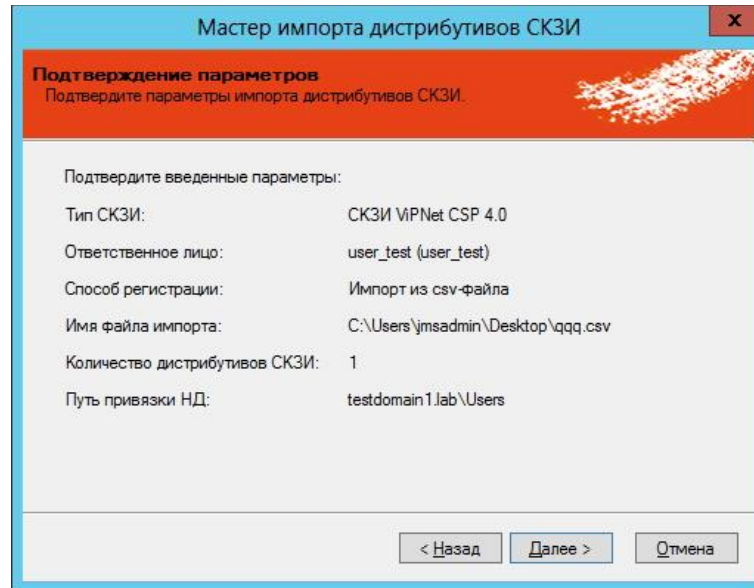 Мастер импорта дистрибутивов СКЗИ
x
Подтверждение параметров
Подтвердите параметры импорта дистрибутивов СКЗИ.
Подтвердите введенные параметры:
Тип СКЗИ: СКЗИ ViPNet CSP 4.0
Ответственное лицо: user_test (user_test)
Способ регистрации: Импорт из csv-файла
Имя файла импорта: C:\Users\jmsadmin\Desktop\qqq.csv
Количество дистрибутивов СКЗИ: 1
Путь привязки НД: testdomain1.lab\Users
< Назад Далее > Отмена